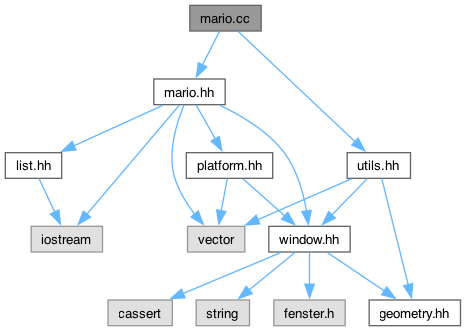 mario.cc
mario.hh
list.hh
platform.hh
utils.hh
iostream
vector
window.hh
cassert
string
fenster.h
geometry.hh